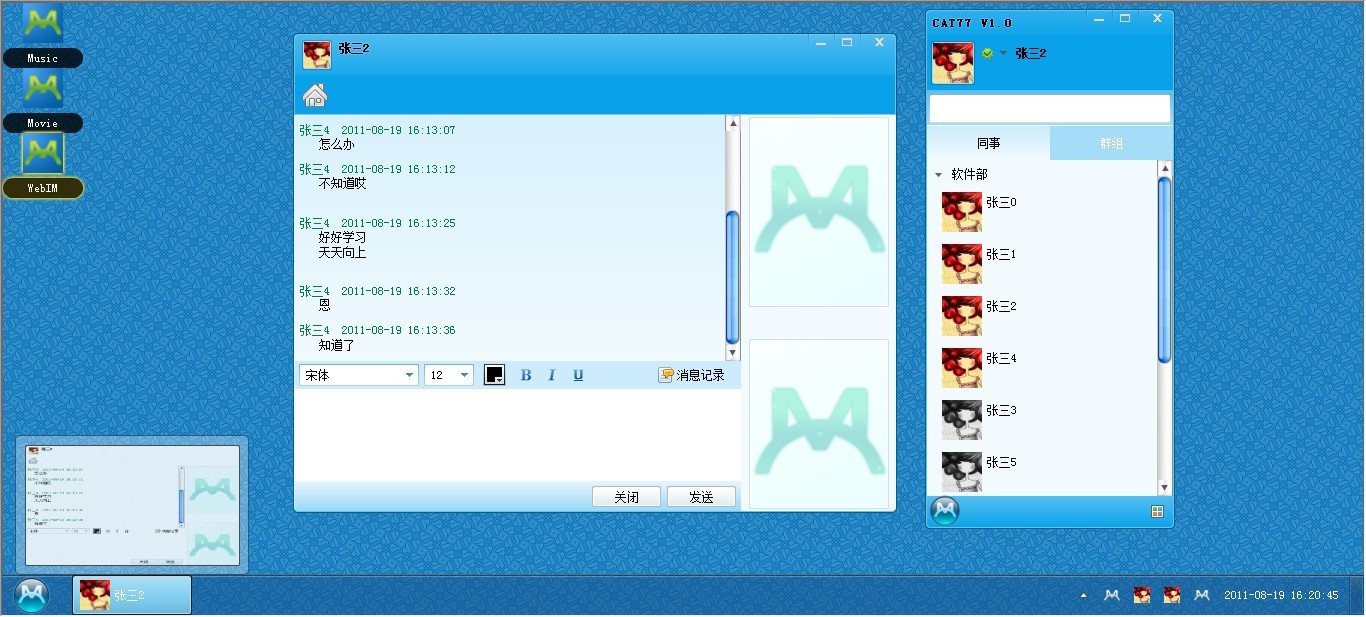 Music
Movie
WebIM
张三2
张三4 2011-08-19 16:13:07
怎么办
张三4 2011-08-19 16:13:12
不知道哎
张三4 2011-08-19 16:13:25
好好学习
天天向上
张三4 2011-08-19 16:13:32
恩
张三4 2011-08-19 16:13:36
知道了
宋体 12 B I U 消息记录
关闭 发送
CAT77 V1.0
张三2
同事 群组
软件部
张三0
张三1
张三2
张三4
张三3
张三5
张三2
2011-08-19 16:20:45